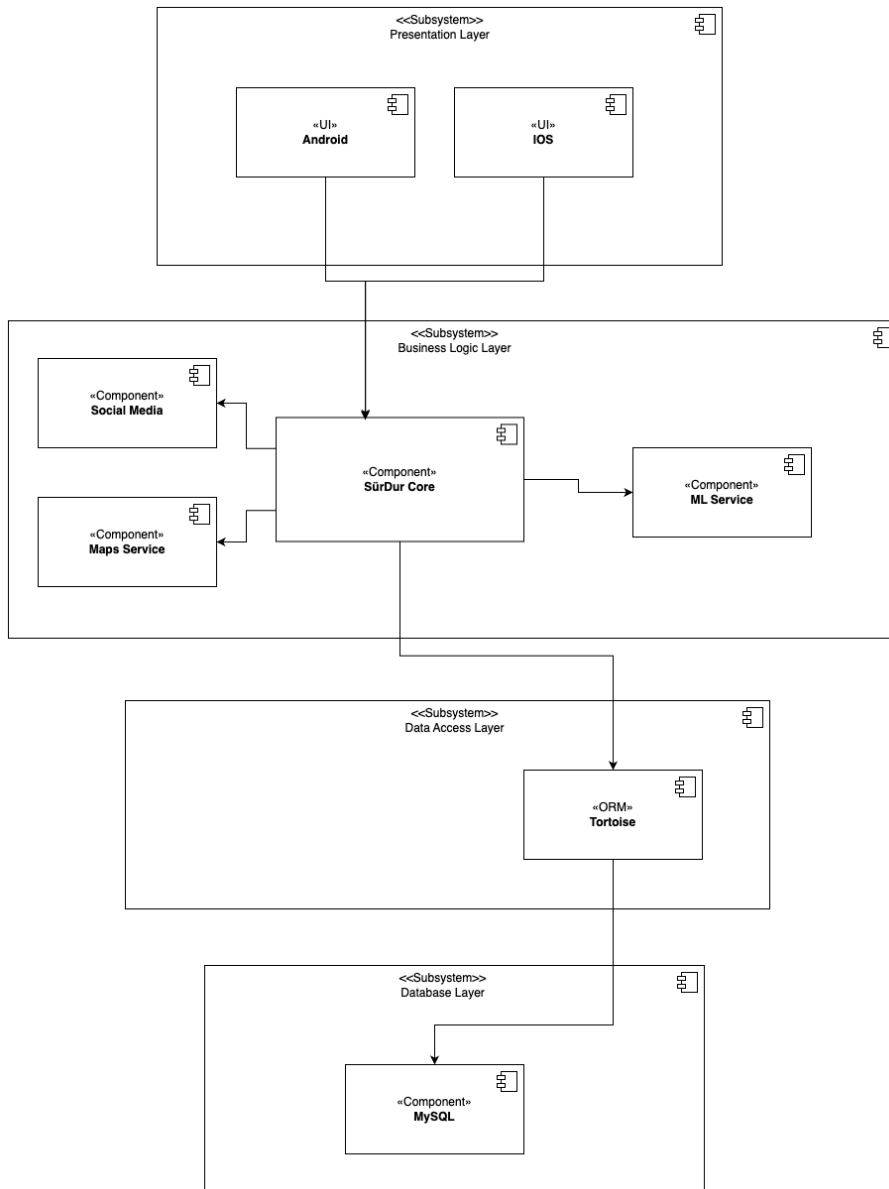 <<Subsystem>>
Presentation Layer
«UI»
Android
«UI»
IOS
<<Subsystem>>
Business Logic Layer
«Component»
Social Media
«Component»
SürDur Core
«Component»
ML Service
«Component»
Maps Service
<<Subsystem>>
Data Access Layer
«ORM»
Tortoise
<<Subsystem>>
Database Layer
«Component»
MySQL